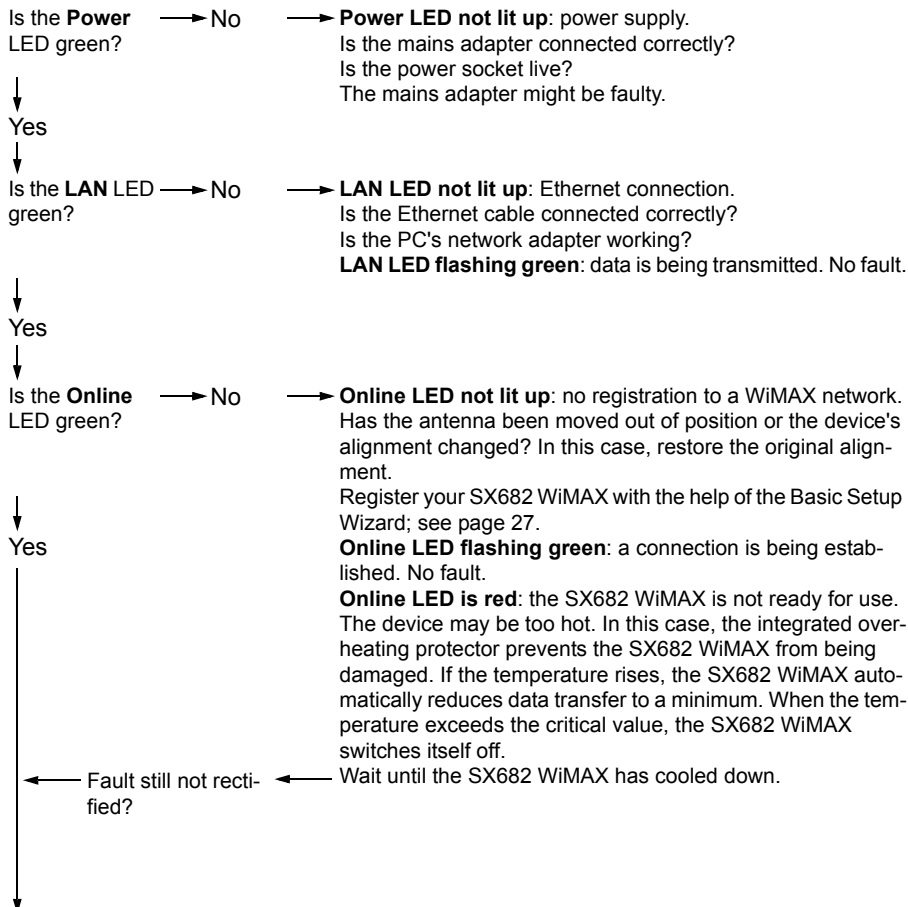 Is the Power
LED green?
No
Power LED not lit up: power supply.
Is the mains adapter connected correctly?
Is the power socket live?
The mains adapter might be faulty.
Yes
Is the LAN LED
green?
No
LAN LED not lit up: Ethernet connection.
Is the Ethernet cable connected correctly?
Is the PC's network adapter working?
LAN LED flashing green: data is being transmitted. No fault.
Yes
Is the Online
LED green?
No
Online LED not lit up: no registration to a WiMAX network.
Has the antenna been moved out of position or the device's
alignment changed? In this case, restore the original align-
ment.
Register your SX682 WiMAX with the help of the Basic Setup
Wizard; see page 27.
Online LED flashing green: a connection is being estab-
lished. No fault.
Online LED is red: the SX682 WiMAX is not ready for use.
The device may be too hot. In this case, the integrated over-
heating protector prevents the SX682 WiMAX from being
damaged. If the temperature rises, the SX682 WiMAX auto-
matically reduces data transfer to a minimum. When the tem-
perature exceeds the critical value, the SX682 WiMAX
switches itself off.
Wait until the SX682 WiMAX has cooled down.
Yes
Fault still not recti-
fied?